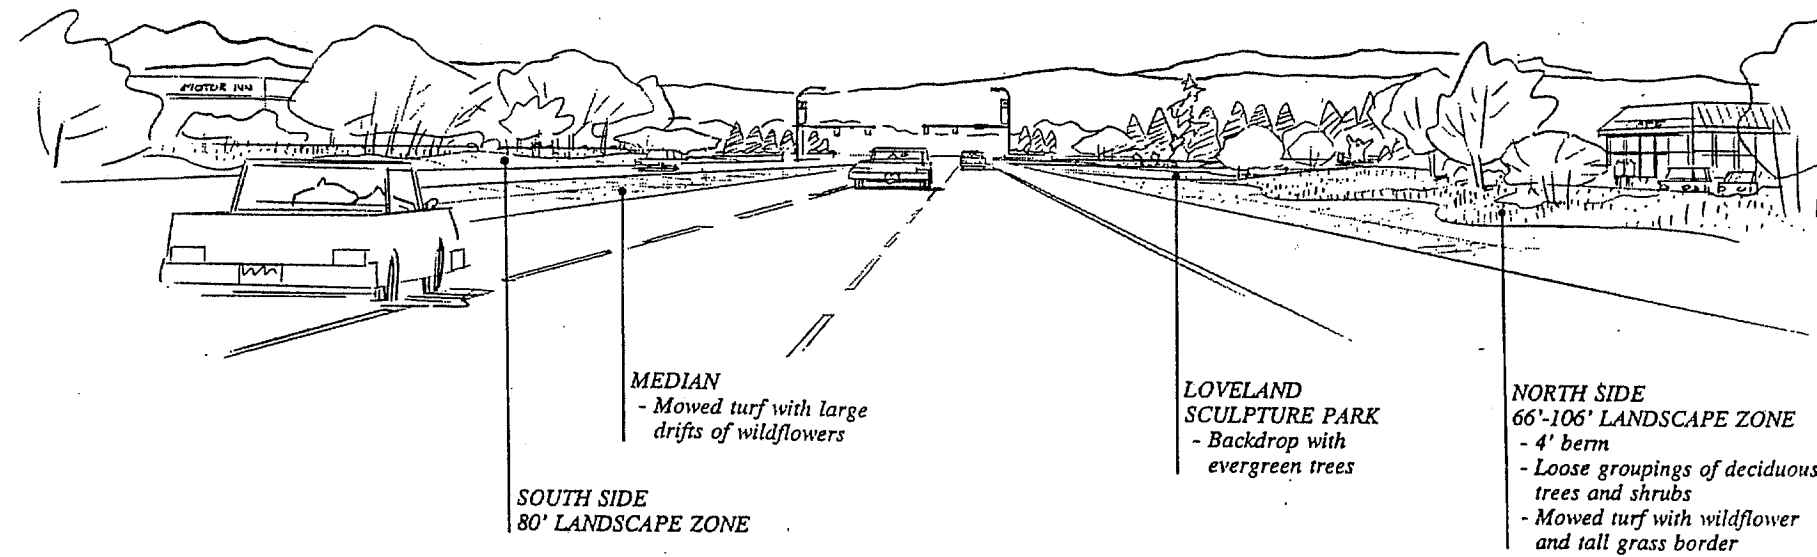 MOTOR INN
CAFE
MEDIAN
- Mowed turf with large
drifts of wildflowers
SOUTH SIDE
80' LANDSCAPE ZONE
LOVELAND
SCULPTURE PARK
- Backdrop with
evergreen trees
NORTH SIDE
66'-106' LANDSCAPE ZONE
- 4' berm
- Loose groupings of deciduous
trees and shrubs
- Mowed turf with wildflower
and tall grass border